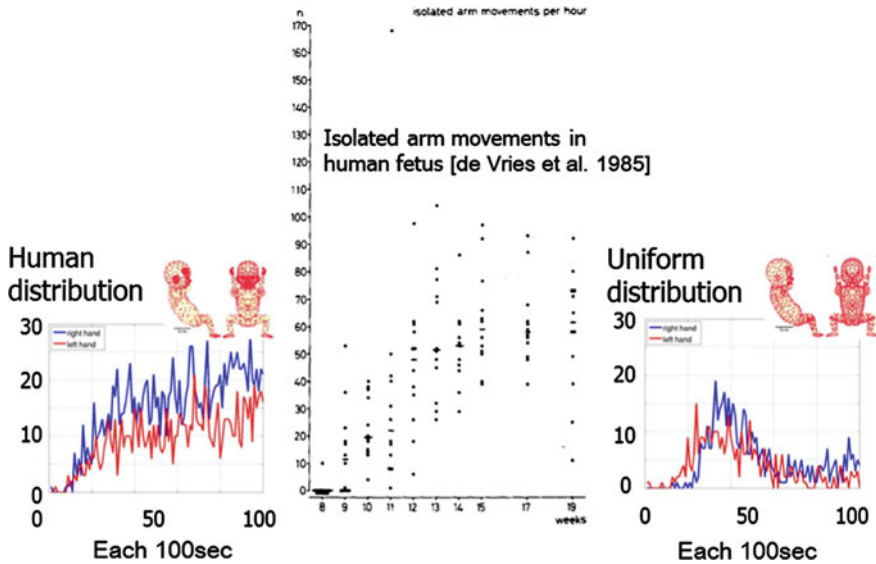 n
isolated arm movements per hour
170
160
150
140
130
120
110
100
90
80
70
60
50
40
30
20
10
0
8 9 10 11 12 13 14 15 17 19
weeks
Isolated arm movements in
human fetus [de Vries et al. 1985]
Human
distribution
30
20
10
0
right hand
left hand
0 50 100
Each 100sec
Uniform
distribution
30
20
10
0
right hand
left hand
0 50 100
Each 100sec